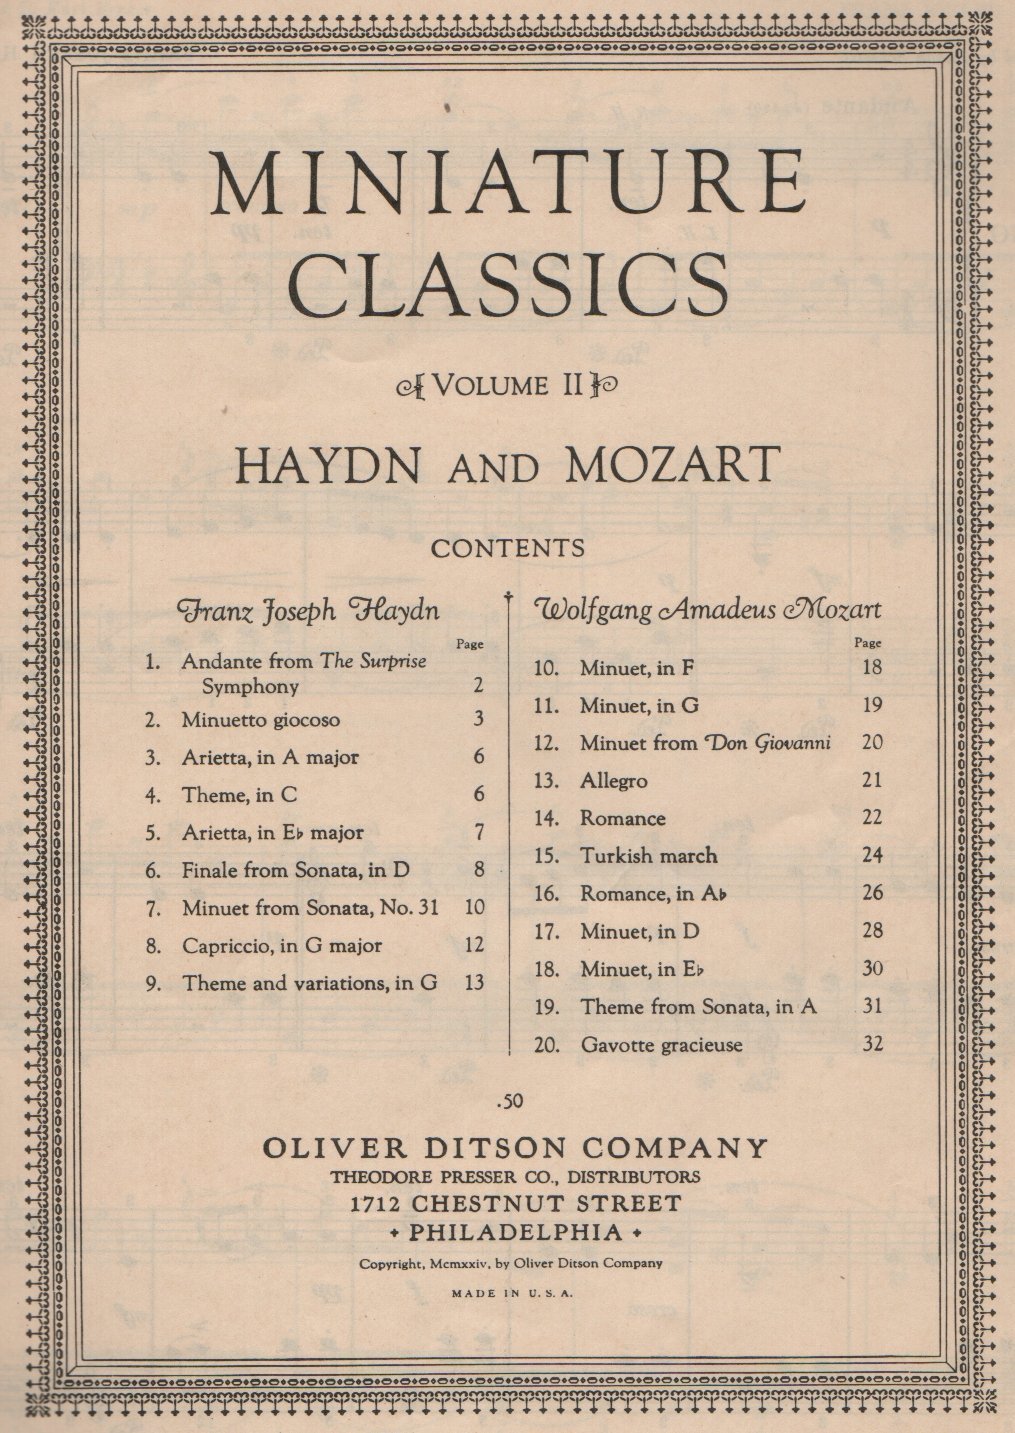 MINIATURE
CLASSICS
VOLUME II
HAYDN AND MOZART
CONTENTS
Franz Joseph Haydn
Page
1. Andante from The Surprise
Symphony 2
2. Minuetto giocoso 3
3. Arietta, in A major 6
4. Theme, in C 6
5. Arietta, in E♭ major 7
6. Finale from Sonata, in D 8
7. Minuet from Sonata, No. 31 10
8. Capriccio, in G major 12
9. Theme and variations, in G 13
Wolfgang Amadeus Mozart
Page
10. Minuet, in F 18
11. Minuet, in G 19
12. Minuet from Don Giovanni 20
13. Allegro 21
14. Romance 22
15. Turkish march 24
16. Romance, in A♭ 26
17. Minuet, in D 28
18. Minuet, in E♭ 30
19. Theme from Sonata, in A 31
20. Gavotte gracieuse 32
.50
OLIVER DITSON COMPANY
THEODORE PRESSER CO., DISTRIBUTORS
1712 CHESTNUT STREET
PHILADELPHIA
Copyright, Mcmxxiv, by Oliver Ditson Company
MADE IN U. S. A.